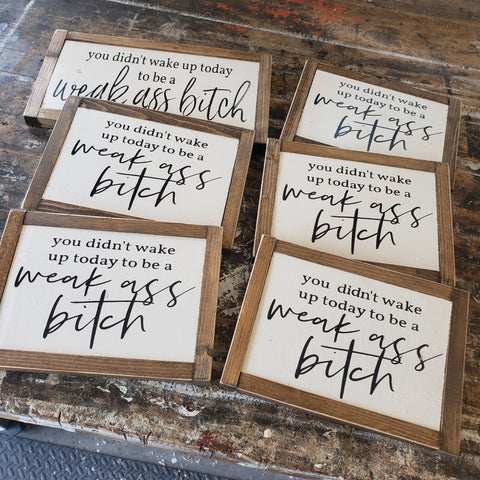 you didn't wake up today
to be a
weak ass bitch
you didn't wake
up today to be a
weak ass
bitch
you didn't wake
up today to be a
weak ass
bitch
you didn't wake
up today to be a
weak ass
bitch
you didn't wake
up today to be a
weak ass
bitch
you didn't wake
up today to be a
weak ass
bitch